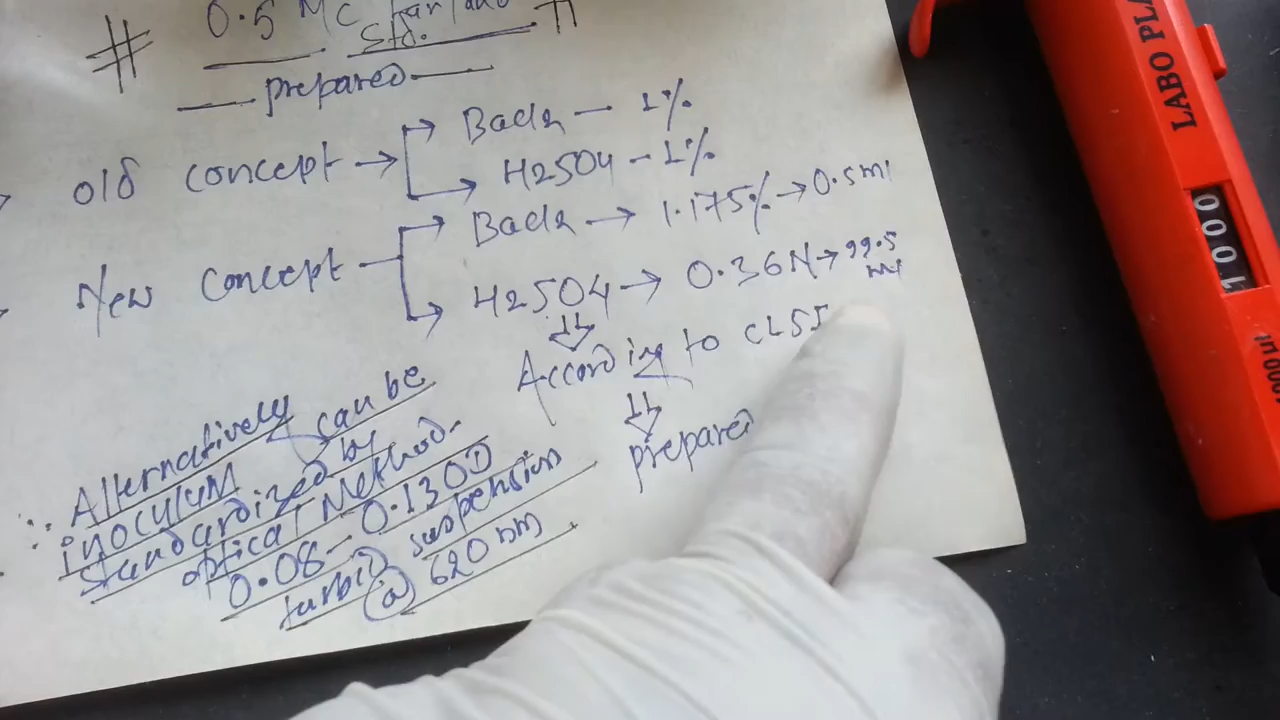 # 0.5 Mc Farland
Std.
prepared
old concept → Bacl2 — 1%
H2SO4 – 1%
New concept → Bacl2 → 1.175% → 0.5ml
H2SO4 → 0.36N → 99.5
ml
According to CLSI
prepared
∴ Alternatively
inoculum can be
standardized by
optical Method.
0.08 – 0.13 OD
turbid suspension
@ 620 nm
LABO PLA
1000
1000µl